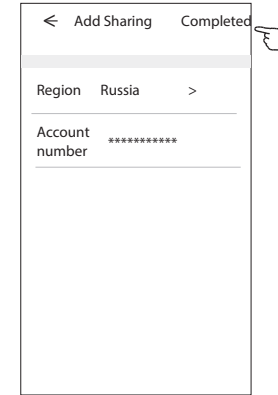 ← Add Sharing Completed
Region Russia >
Account
number ***********